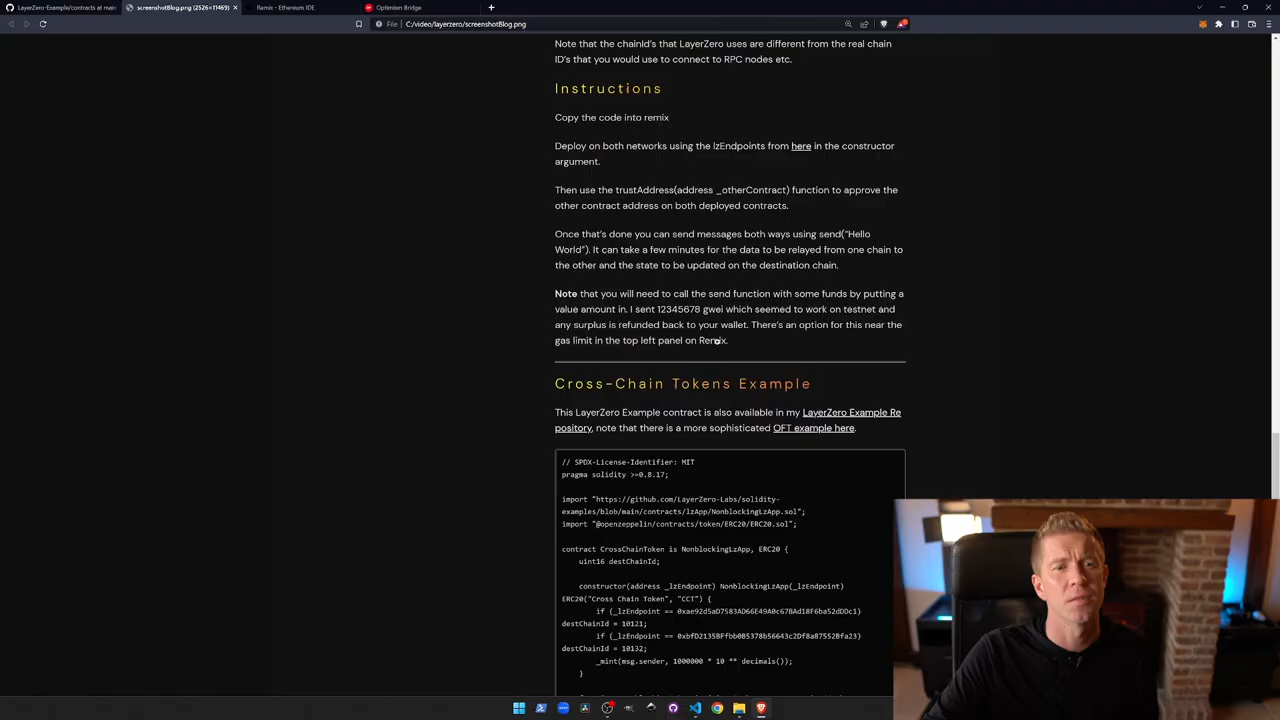 LayerZero-Example/contracts at main
screenshotBlog.png (2526×11469)
Remix - Ethereum IDE
Optimism Bridge
File
C:/video/layerzero/screenshotBlog.png
Note that the chainId's that LayerZero uses are different from the real chain
ID's that you would use to connect to RPC nodes etc.
Instructions
Copy the code into remix
Deploy on both networks using the lzEndpoints from here in the constructor
argument.
Then use the trustAddress(address _otherContract) function to approve the
other contract address on both deployed contracts.
Once that's done you can send messages both ways using send("Hello
World"). It can take a few minutes for the data to be relayed from one chain to
the other and the state to be updated on the destination chain.
Note that you will need to call the send function with some funds by putting a
value amount in. I sent 12345678 gwei which seemed to work on testnet and
any surplus is refunded back to your wallet. There's an option for this near the
gas limit in the top left panel on Remix.
Cross-Chain Tokens Example
This LayerZero Example contract is also available in my LayerZero Example Re
pository, note that there is a more sophisticated OFT example here.
// SPDX-License-Identifier: MIT
pragma solidity >=0.8.17;
import "https://github.com/LayerZero-Labs/solidity-
examples/blob/main/contracts/lzApp/NonblockingLzApp.sol";
import "@openzeppelin/contracts/token/ERC20/ERC20.sol";
contract CrossChainToken is NonblockingLzApp, ERC20 {
uint16 destChainId;
constructor(address _lzEndpoint) NonblockingLzApp(_lzEndpoint)
ERC20("Cross Chain Token", "CCT") {
if (_lzEndpoint == 0xae92d5aD7583AD66E49A0c67BAd18F6ba52dDDc1)
destChainId = 10121;
if (_lzEndpoint == 0xbfD2135BFfbb0B5378b56643c2Df8a87552Bfa23)
destChainId = 10132;
_mint(msg.sender, 1000000 * 10 ** decimals());
}